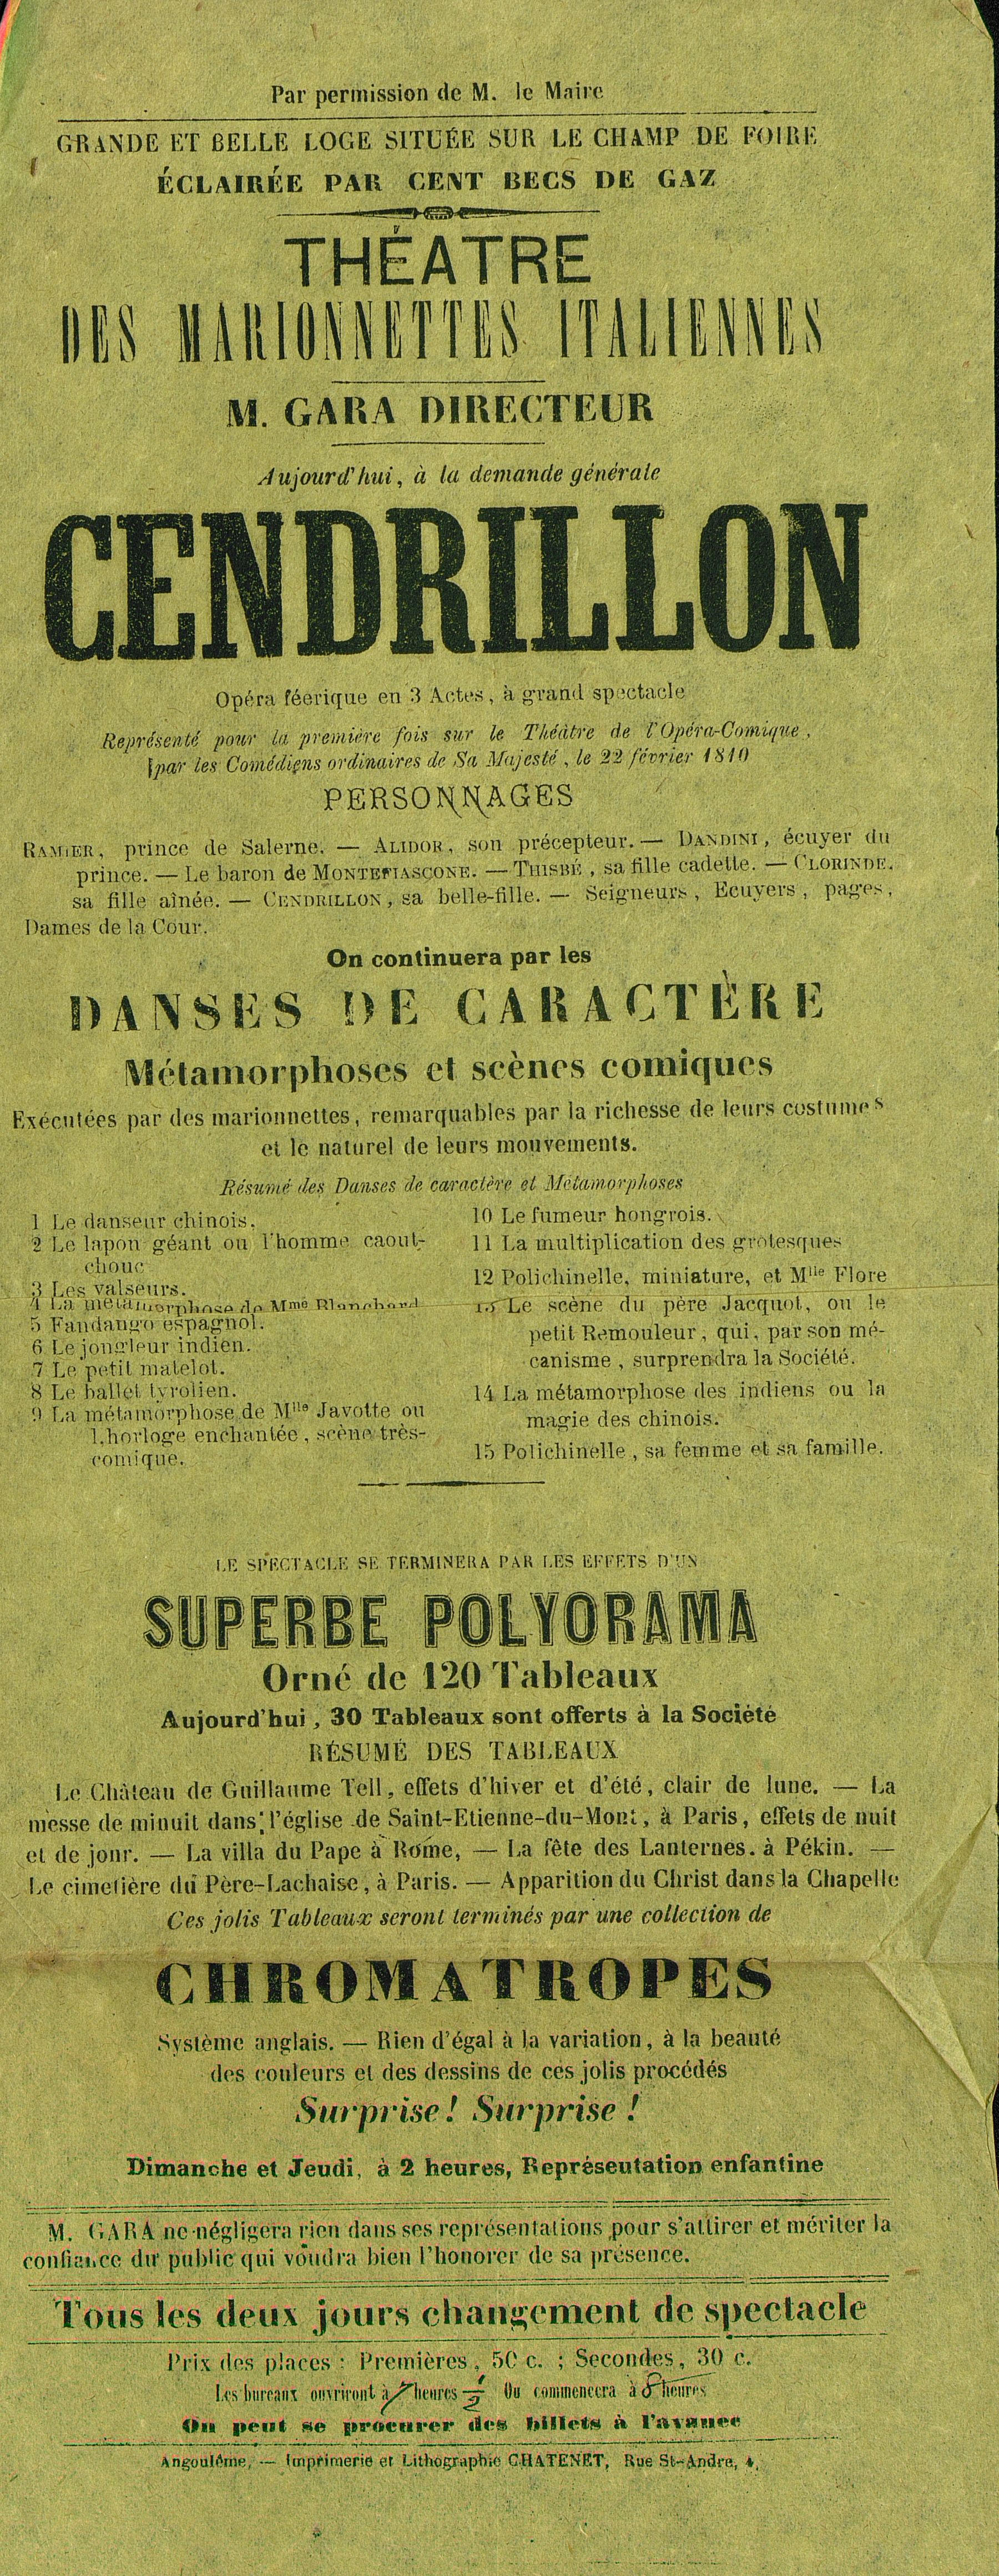 Par permission de M. le Maire
GRANDE ET BELLE LOGE SITUÉE SUR LE CHAMP DE FOIRE
ÉCLAIRÉE PAR CENT BECS DE GAZ
THÉATRE
DES MARIONNETTES ITALIENNES
M. GARA DIRECTEUR
Aujourd'hui, à la demande générale
CENDRILLON
Opéra féerique en 3 Actes, à grand spectacle
Représenté pour la première fois sur le Théâtre de l'Opéra-Comique,
par les Comédiens ordinaires de Sa Majesté, le 22 février 1810
PERSONNAGES
RAMIER, prince de Salerne. — ALIDOR, son précepteur. — DANDINI, écuyer du
prince. — Le baron de MONTEFIASCONE. — THISBÉ, sa fille cadette. — CLORINDE,
sa fille aînée. — CENDRILLON, sa belle-fille. — Seigneurs, Ecuyers, pages,
Dames de la Cour.
On continuera par les
DANSES DE CARACTÈRE
Métamorphoses et scènes comiques
Exécutées par des marionnettes, remarquables par la richesse de leurs costumes
et le naturel de leurs mouvements.
Résumé des Danses de caractère et Métamorphoses
1 Le danseur chinois.
2 Le lapon géant ou l'homme caout-
chouc
3 Les valseurs.
4 La métamorphose de Mme Blanchard
5 Fandango espagnol.
6 Le jongleur indien.
7 Le petit matelot.
8 Le ballet tyrolien.
9 La métamorphose de Mlle Javotte ou
l.horloge enchantée, scène très-
comique.
10 Le fumeur hongrois.
11 La multiplication des grotesques
12 Polichinelle, miniature, et Mlle Flore
13 Le scène du père Jacquot, ou le
petit Remouleur, qui, par son mé-
canisme, surprendra la Société.
14 La métamorphose des indiens ou la
magie des chinois.
15 Polichinelle, sa femme et sa famille.
LE SPECTACLE SE TERMINERA PAR LES EFFETS D'UN
SUPERBE POLYORAMA
Orné de 120 Tableaux
Aujourd'hui, 30 Tableaux sont offerts à la Société
RÉSUMÉ DES TABLEAUX
Le Château de Guillaume Tell, effets d'hiver et d'été, clair de lune. — La
messe de minuit dans l'église de Saint-Etienne-du-Mont, à Paris, effets de nuit
et de jour. — La villa du Pape à Rome, — La fête des Lanternes. à Pékin. —
Le cimetière du Père-Lachaise, à Paris. — Apparition du Christ dans la Chapelle
Ces jolis Tableaux seront terminés par une collection de
CHROMATROPES
Système anglais. — Rien d'égal à la variation, à la beauté
des couleurs et des dessins de ces jolis procédés
Surprise! Surprise!
Dimanche et Jeudi, à 2 heures, Représeutation enfantine
M. GARA ne négligera rien dans ses représentations pour s'attirer et mériter la
confiance du public qui voudra bien l'honorer de sa présence.
Tous les deux jours changement de spectacle
Prix des places : Premières, 50 c. ; Secondes, 30 c.
Les bureaux ouvriront à 7 heures 1/2 On commencera à 8 heures
On peut se procurer des billets à l'avance
Angoulême, — Imprimerie et Lithographie CHATENET, Rue St-Andre, 4.